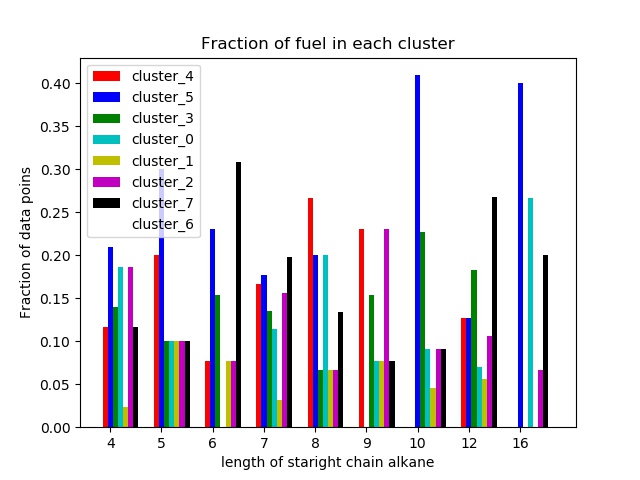 Fraction of fuel in each cluster
Fraction of data poins
0.40
0.35
0.30
0.25
0.20
0.15
0.10
0.05
0.00
cluster_4
cluster_5
cluster_3
cluster_0
cluster_1
cluster_2
cluster_7
cluster_6
4 5 6 7 8 9 10 12 16
length of staright chain alkane